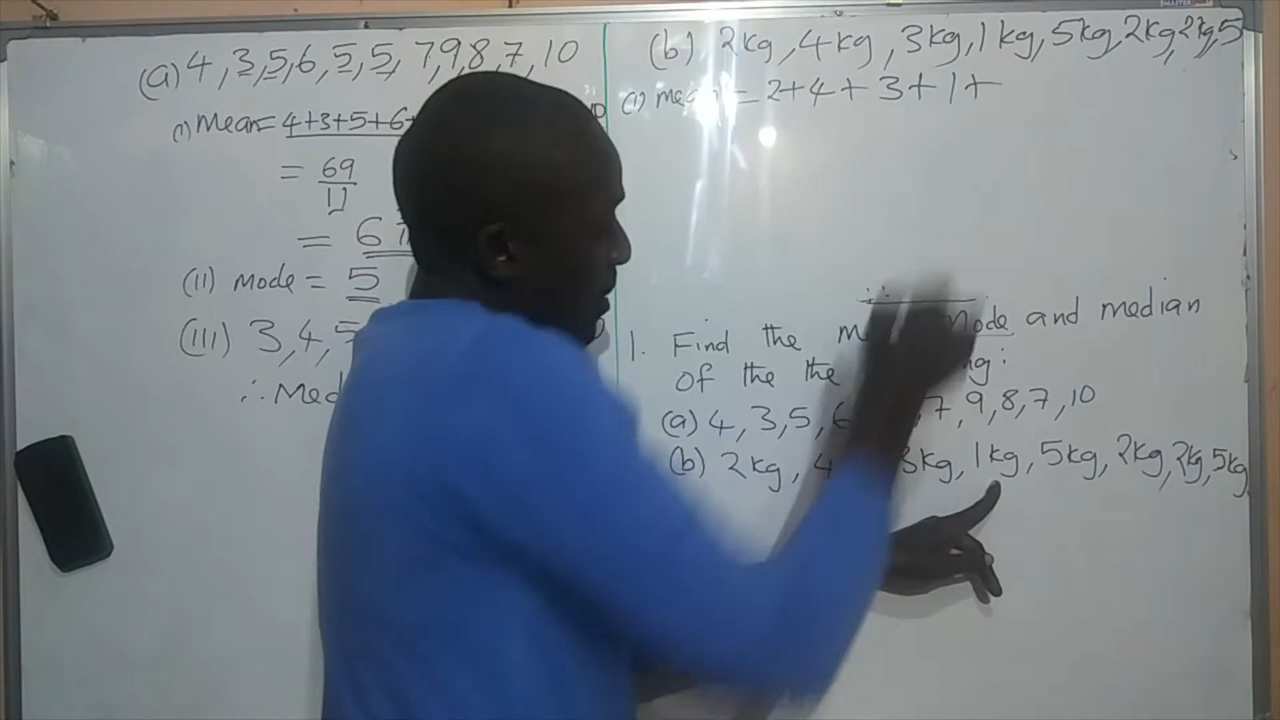 (a) 4, 3, 5, 6, 5, 5, 7, 9, 8, 7, 10
(i) Mean = 4+3+5+6+
= 69
11
= 6
(ii) mode = 5
(iii) 3, 4, 5
∴ Med
(b) 2kg, 4kg, 3kg, 1kg, 5kg, 2kg, 2kg, 5
(i) mean = 2+4+3+1+
1. Find the mode and median
of the the
(a) 4, 3, 5, 6 , 7, 9, 8, 7, 10
(b) 2kg, 4 3kg, 1kg, 5kg, 2kg, 2kg, 5kg